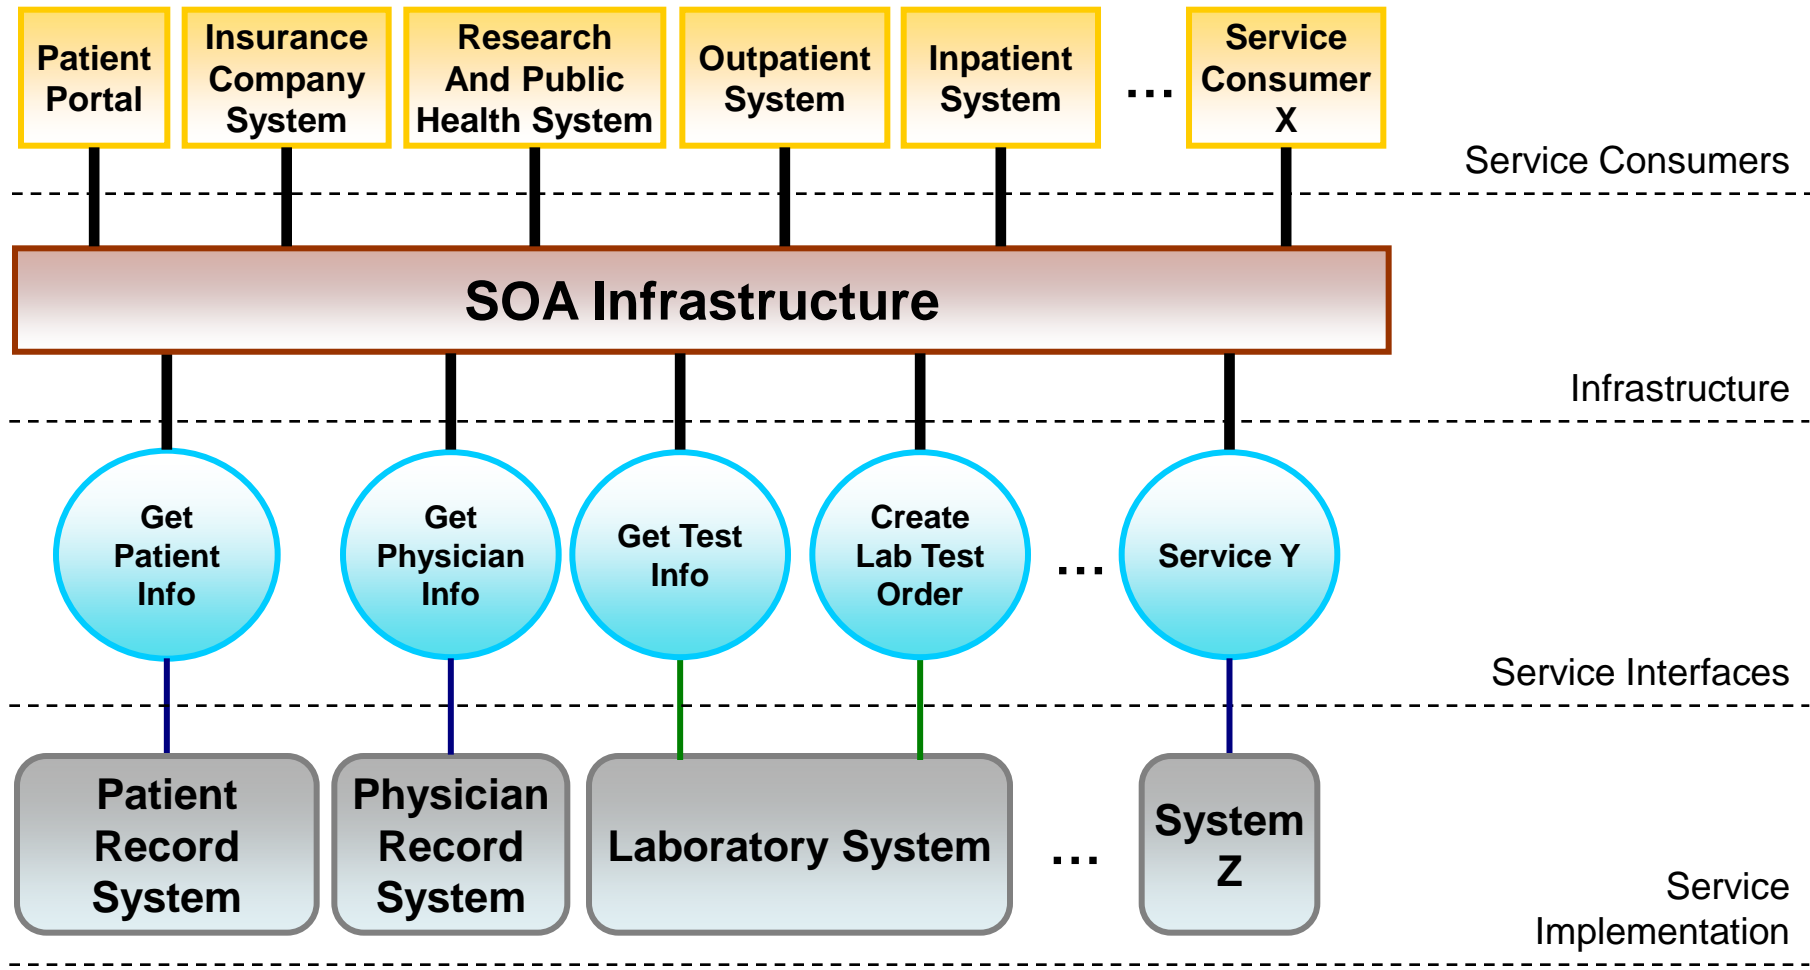 Patient
Portal
Insurance
Company
System
Research
And Public
Health System
Outpatient
System
Inpatient
System
...
Service
Consumer
X
Service Consumers
SOA Infrastructure
Infrastructure
Get
Patient
Info
Get
Physician
Info
Get Test
Info
Create
Lab Test
Order
...
Service Y
Service Interfaces
Patient
Record
System
Physician
Record
System
Laboratory System
...
System
Z
Service
Implementation